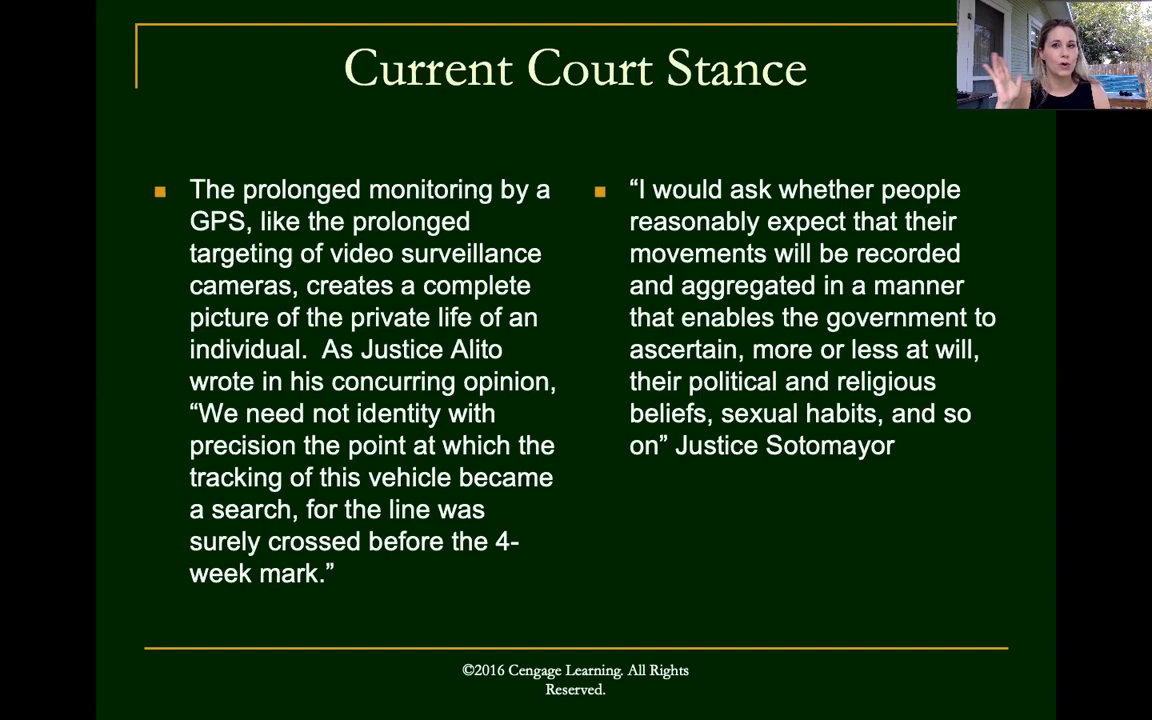 Current Court Stance
The prolonged monitoring by a
GPS, like the prolonged
targeting of video surveillance
cameras, creates a complete
picture of the private life of an
individual.  As Justice Alito
wrote in his concurring opinion,
“We need not identity with
precision the point at which the
tracking of this vehicle became
a search, for the line was
surely crossed before the 4-
week mark.”
“I would ask whether people
reasonably expect that their
movements will be recorded
and aggregated in a manner
that enables the government to
ascertain, more or less at will,
their political and religious
beliefs, sexual habits, and so
on” Justice Sotomayor
©2016 Cengage Learning. All Rights
Reserved.